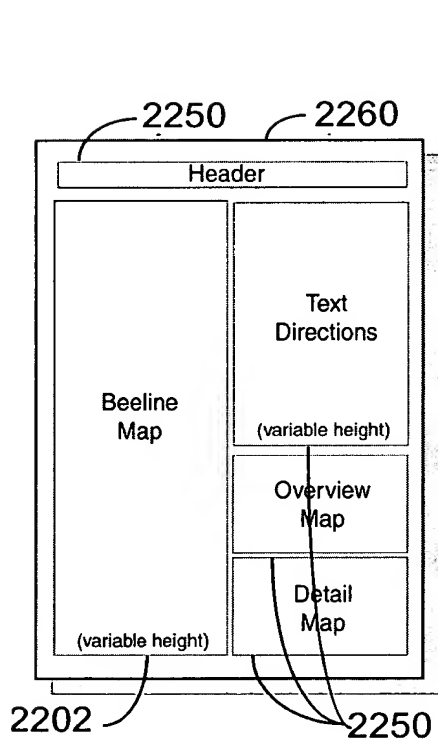 2250
2260
Header
Text
Directions
Beeline
Map
(variable height)
Overview
Map
Detail
Map
(variable height)
2202
2250